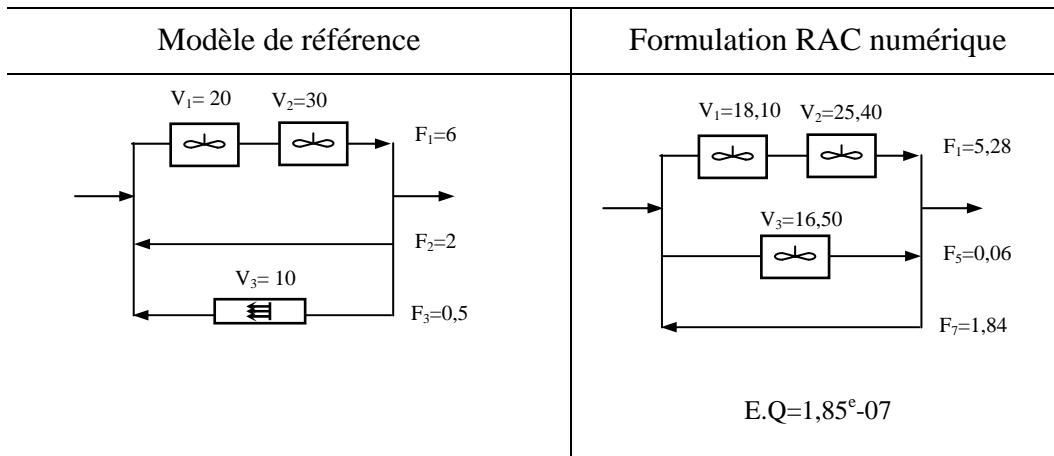 Modèle de référence
Formulation RAC numérique
V₁= 20
V₂=30
F₁=6
F₂=2
V₃= 10
F₃=0,5
V₁=18,10
V₂=25,40
F₁=5,28
V₃=16,50
F₅=0,06
F₇=1,84
E.Q=1,85ᵉ-07